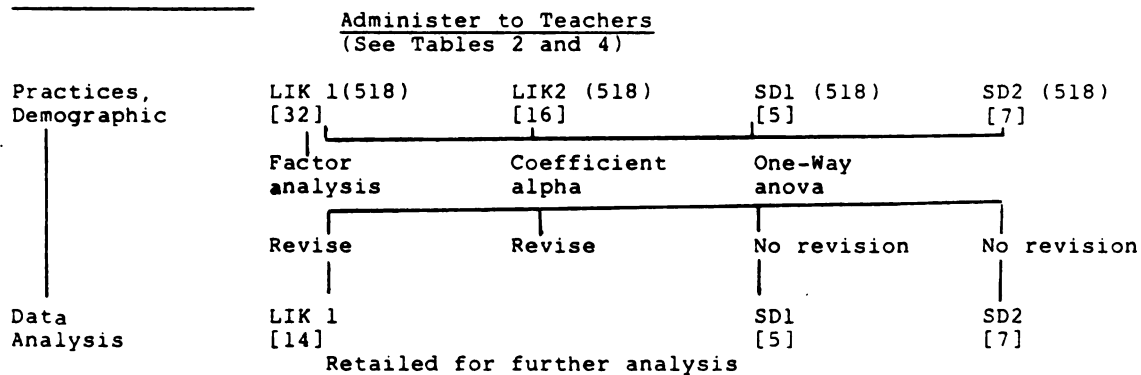 Administer to Teachers
(See Tables 2 and 4)
Practices, LIK 1(518) LIK2 (518) SD1 (518) SD2 (518)
Demographic [32] [16] [5] [7]
Factor Coefficient One-Way
analysis alpha anova
Revise Revise No revision No revision
Data LIK 1 SD1 SD2
Analysis [14] [5] [7]
Retailed for further analysis